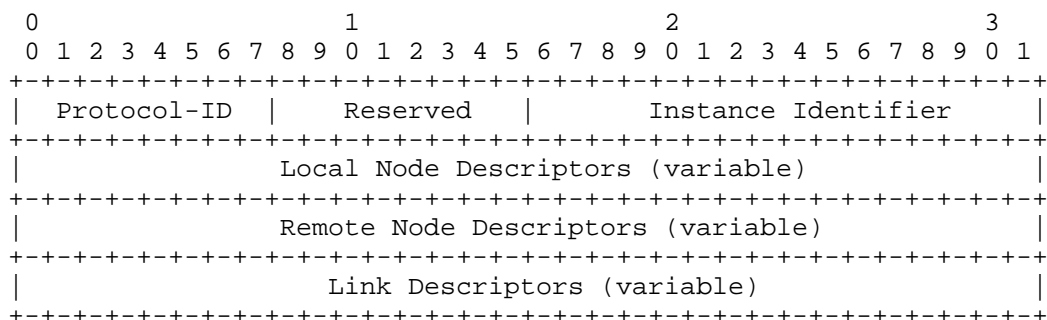 0                   1                   2                   3
 0 1 2 3 4 5 6 7 8 9 0 1 2 3 4 5 6 7 8 9 0 1 2 3 4 5 6 7 8 9 0 1
+-+-+-+-+-+-+-+-+-+-+-+-+-+-+-+-+-+-+-+-+-+-+-+-+-+-+-+-+-+-+-+-+
|  Protocol-ID  |    Reserved   |       Instance Identifier     |
+-+-+-+-+-+-+-+-+-+-+-+-+-+-+-+-+-+-+-+-+-+-+-+-+-+-+-+-+-+-+-+-+
|                Local Node Descriptors (variable)              |
+-+-+-+-+-+-+-+-+-+-+-+-+-+-+-+-+-+-+-+-+-+-+-+-+-+-+-+-+-+-+-+-+
|                Remote Node Descriptors (variable)             |
+-+-+-+-+-+-+-+-+-+-+-+-+-+-+-+-+-+-+-+-+-+-+-+-+-+-+-+-+-+-+-+-+
|                   Link Descriptors (variable)                 |
+-+-+-+-+-+-+-+-+-+-+-+-+-+-+-+-+-+-+-+-+-+-+-+-+-+-+-+-+-+-+-+-+